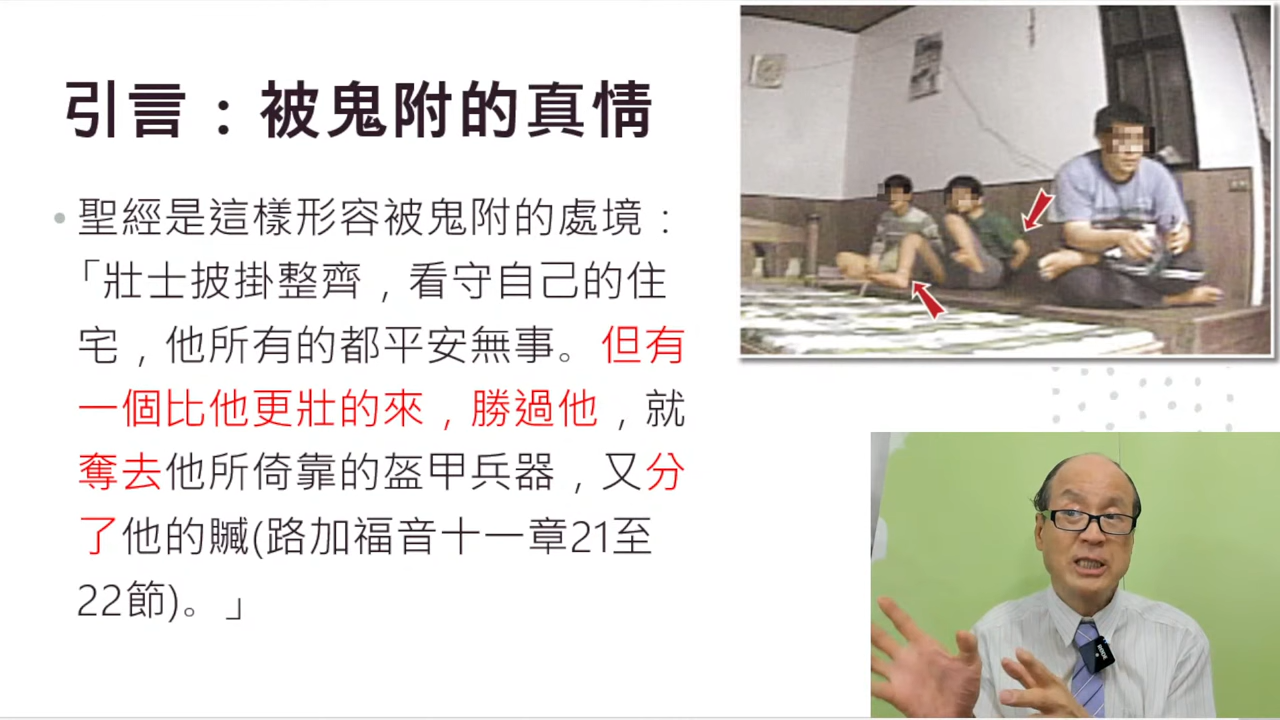 引言：被鬼附的真情
•聖經是這樣形容被鬼附的處境：
「壯士披掛整齊，看守自己的住
宅，他所有的都平安無事。但有
一個比他更壯的來，勝過他，就
奪去他所倚靠的盔甲兵器，又分
了他的贓(路加福音十一章21至
22節)。」